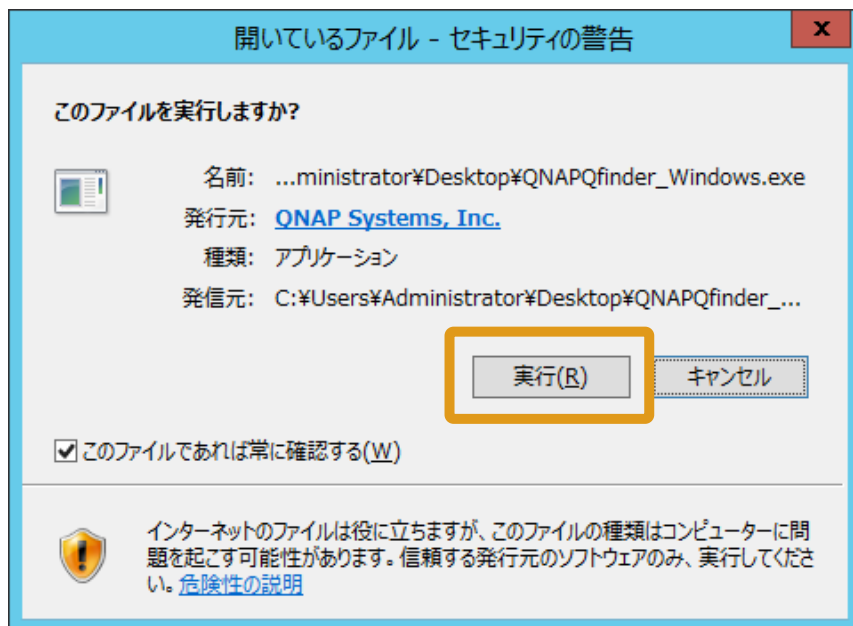 開いているファイル - セキュリティの警告
x
このファイルを実行しますか?
名前: ...ministrator¥Desktop¥QNAPQfinder_Windows.exe
発行元: QNAP Systems, Inc.
種類: アプリケーション
発信元: C:¥Users¥Administrator¥Desktop¥QNAPQfinder_...
実行(R) キャンセル
このファイルであれば常に確認する(W)
インターネットのファイルは役に立ちますが、このファイルの種類はコンピューターに問
題を起こす可能性があります。信頼する発行元のソフトウェアのみ、実行してくださ
い。危険性の説明